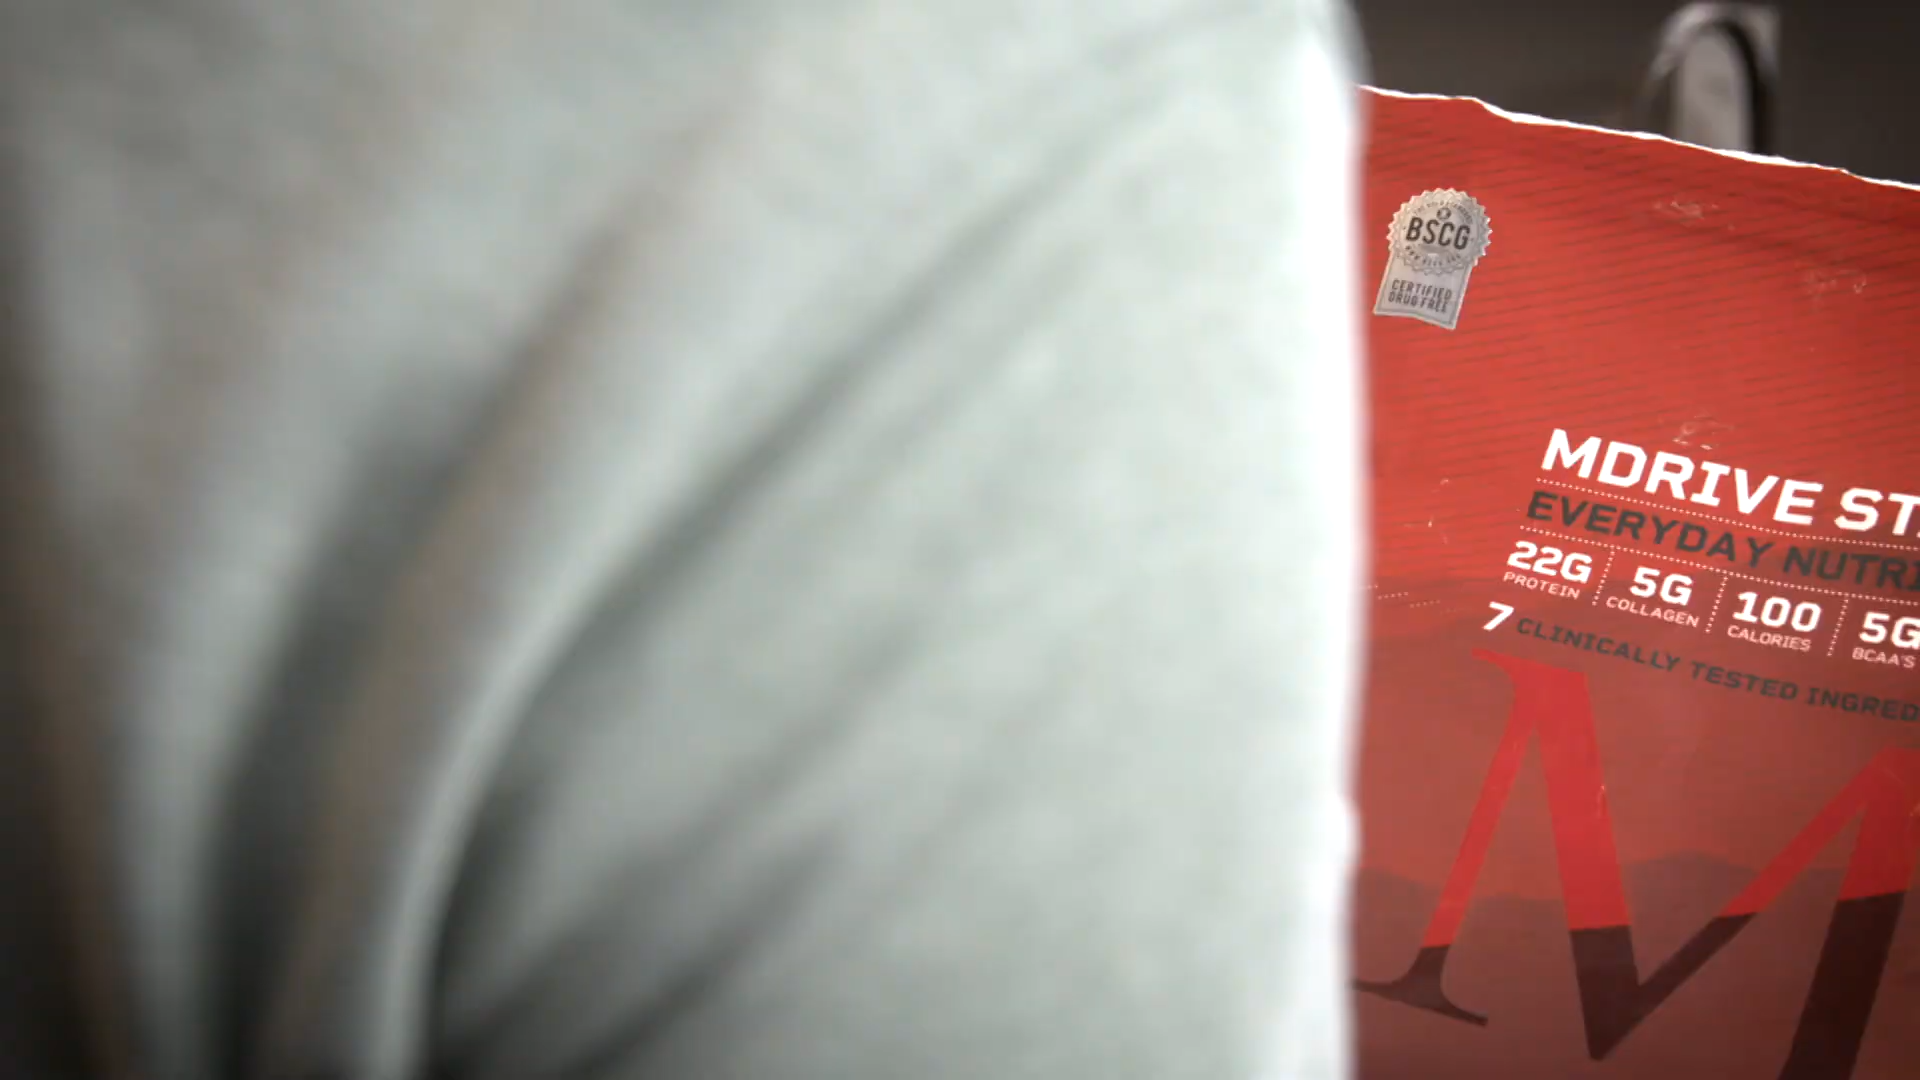 BSCG
CERTIFIED
DRUG FREE
MDRIVE ST
EVERYDAY NUTRI
22G PROTEIN
5G COLLAGEN
100 CALORIES
5G BCAA'S
7 CLINICALLY TESTED INGRED
M